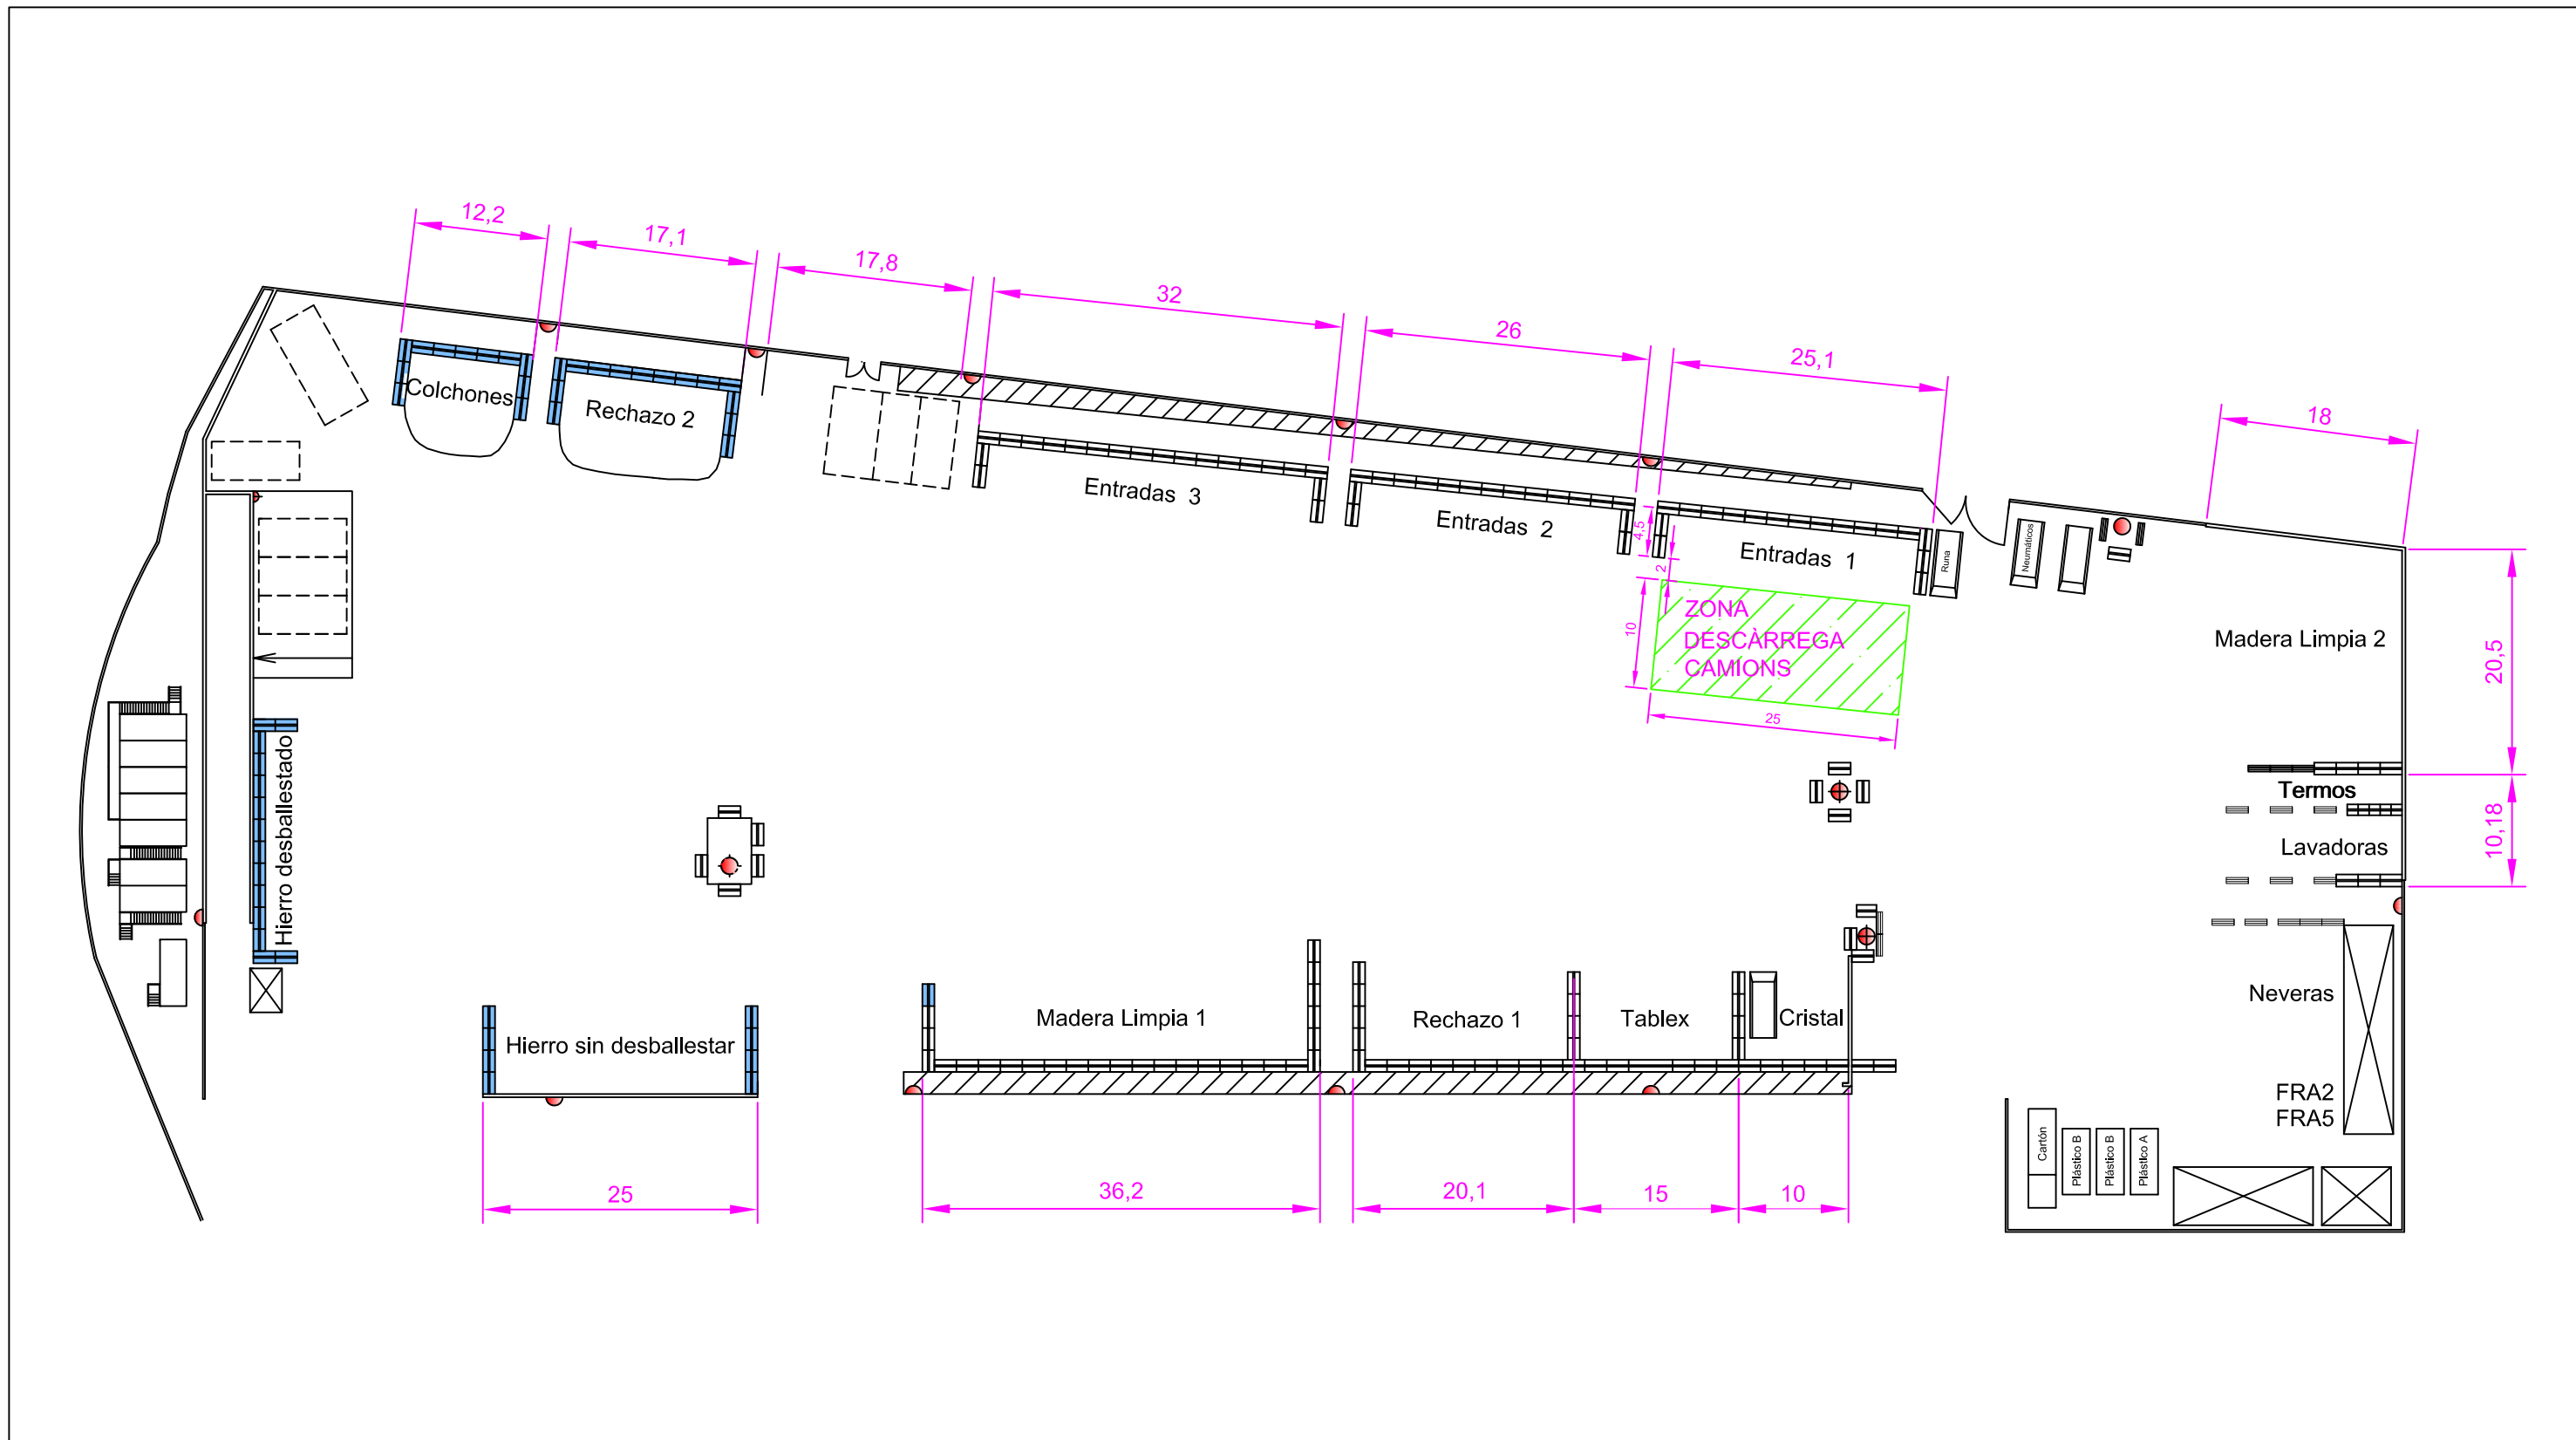 12,2
17,1
17,8
32
26
25,1
18
Colchones
Rechazo 2
Entradas 3
Entradas 2
Entradas 1
4,5
2
10
25
Runa
Neumáticos
ZONA
DESCÀRREGA
CAMIONS
Madera Limpia 2
20,5
10,18
Termos
Lavadoras
Neveras
FRA2
FRA5
Hierro desballestado
Hierro sin desballestar
Madera Limpia 1
Rechazo 1
Tablex
Cristal
Cartón
Plástico B
Plástico B
Plástico A
25
36,2
20,1
15
10